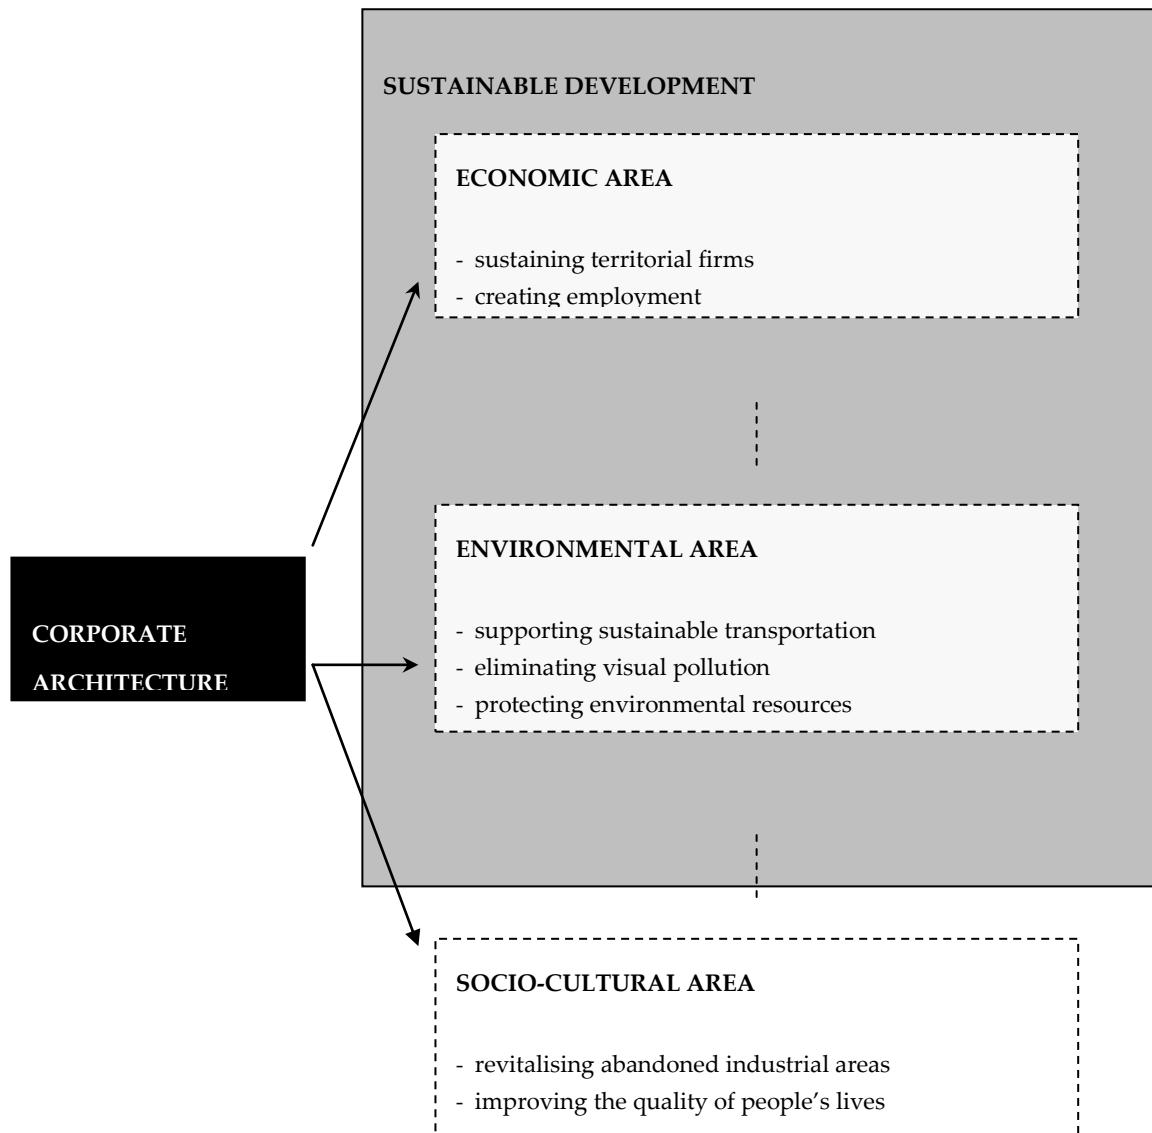 SUSTAINABLE DEVELOPMENT
ECONOMIC AREA
- sustaining territorial firms
- creating employment
ENVIRONMENTAL AREA
- supporting sustainable transportation
- eliminating visual pollution
- protecting environmental resources
CORPORATE
ARCHITECTURE
SOCIO-CULTURAL AREA
- revitalising abandoned industrial areas
- improving the quality of people’s lives